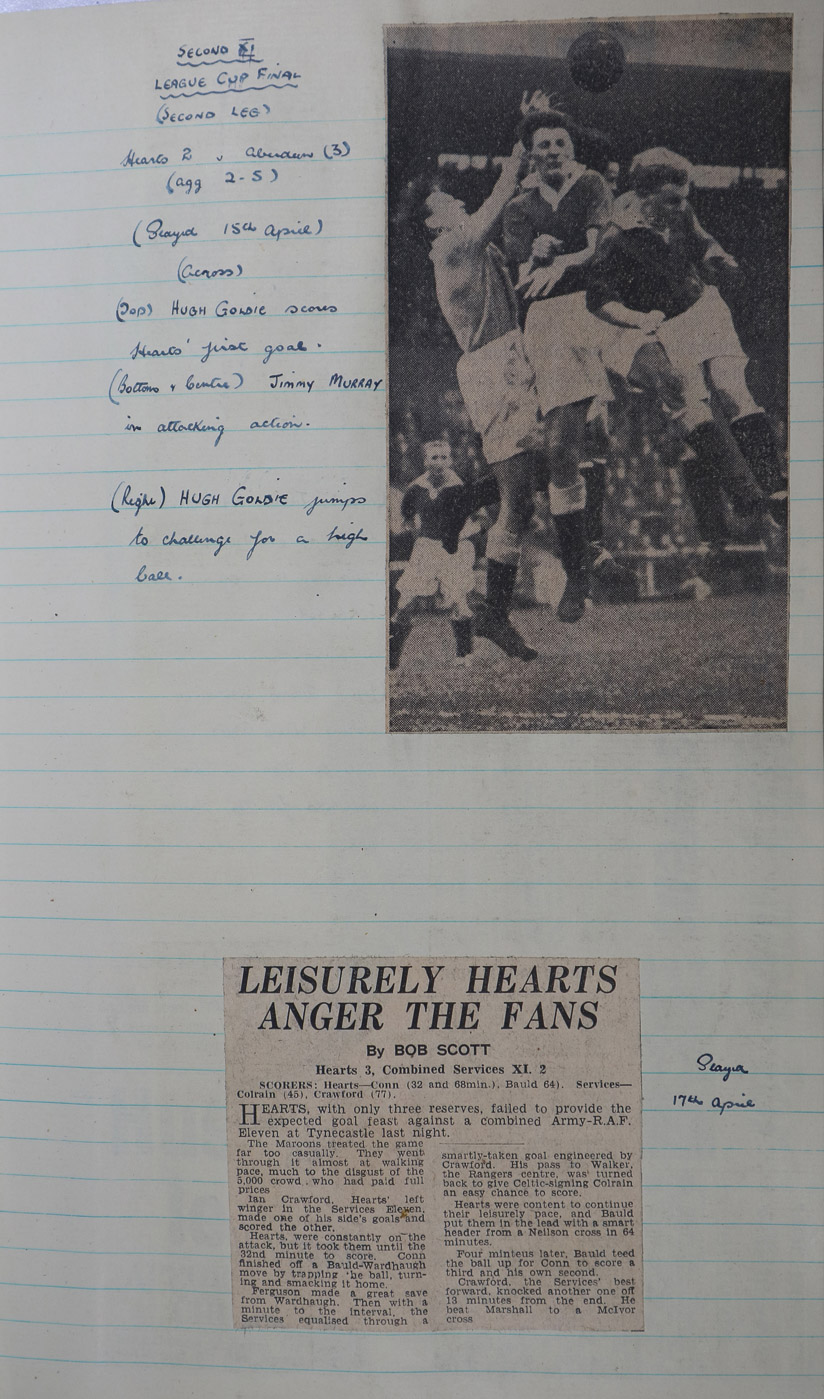 SECOND XI
LEAGUE CUP FINAL
(SECOND LEG)
Hearts 2 v Aberdeen (3)
(agg 2-5)
(Played 15th April)
(Across)
(Top) HUGH GOLDIE scores
Hearts' first goal.
(Bottom & Centre) JIMMY MURRAY
in attacking action.
(Right) HUGH GOLDIE jumps
to challenge for a high
ball.
LEISURELY HEARTS
ANGER THE FANS
By BOB SCOTT
Hearts 3, Combined Services XI. 2
SCORERS: Hearts—Conn (32 and 68min.), Bauld 64). Services—
Colrain (45), Crawford (77).
HEARTS, with only three reserves, failed to provide the
expected goal feast against a combined Army-R.A.F.
Eleven at Tynecastle last night.
The Maroons treated the game
far too casually. They went
through it almost at walking
pace, much to the disgust of the
5,000 crowd, who had paid full
prices
Ian Crawford, Hearts' left
winger in the Services Eleven,
made one of his side's goals and
scored the other.
Hearts, were constantly on the
attack, but it took them until the
32nd minute to score. Conn
finished off a Bauld-Wardhaugh
move by trapping 'he ball, turn-
ing and smacking it home.
Ferguson made a great save
from Wardhaugh. Then with a
minute to the interval, the
Services equalised through a
smartly-taken goal engineered by
Crawford. His pass to Walker,
the Rangers centre, was turned
back to give Celtic-signing Colrain
an easy chance to score.
Hearts were content to continue
their leisurely pace, and Bauld
put them in the lead with a smart
header from a Neilson cross in 64
minutes.
Four minteus later, Bauld teed
the ball up for Conn to score a
third and his own second.
Crawford, the Services' best
forward, knocked another one off
13 minutes from the end. He
beat Marshall to a McIvor
cross
Played
17th April